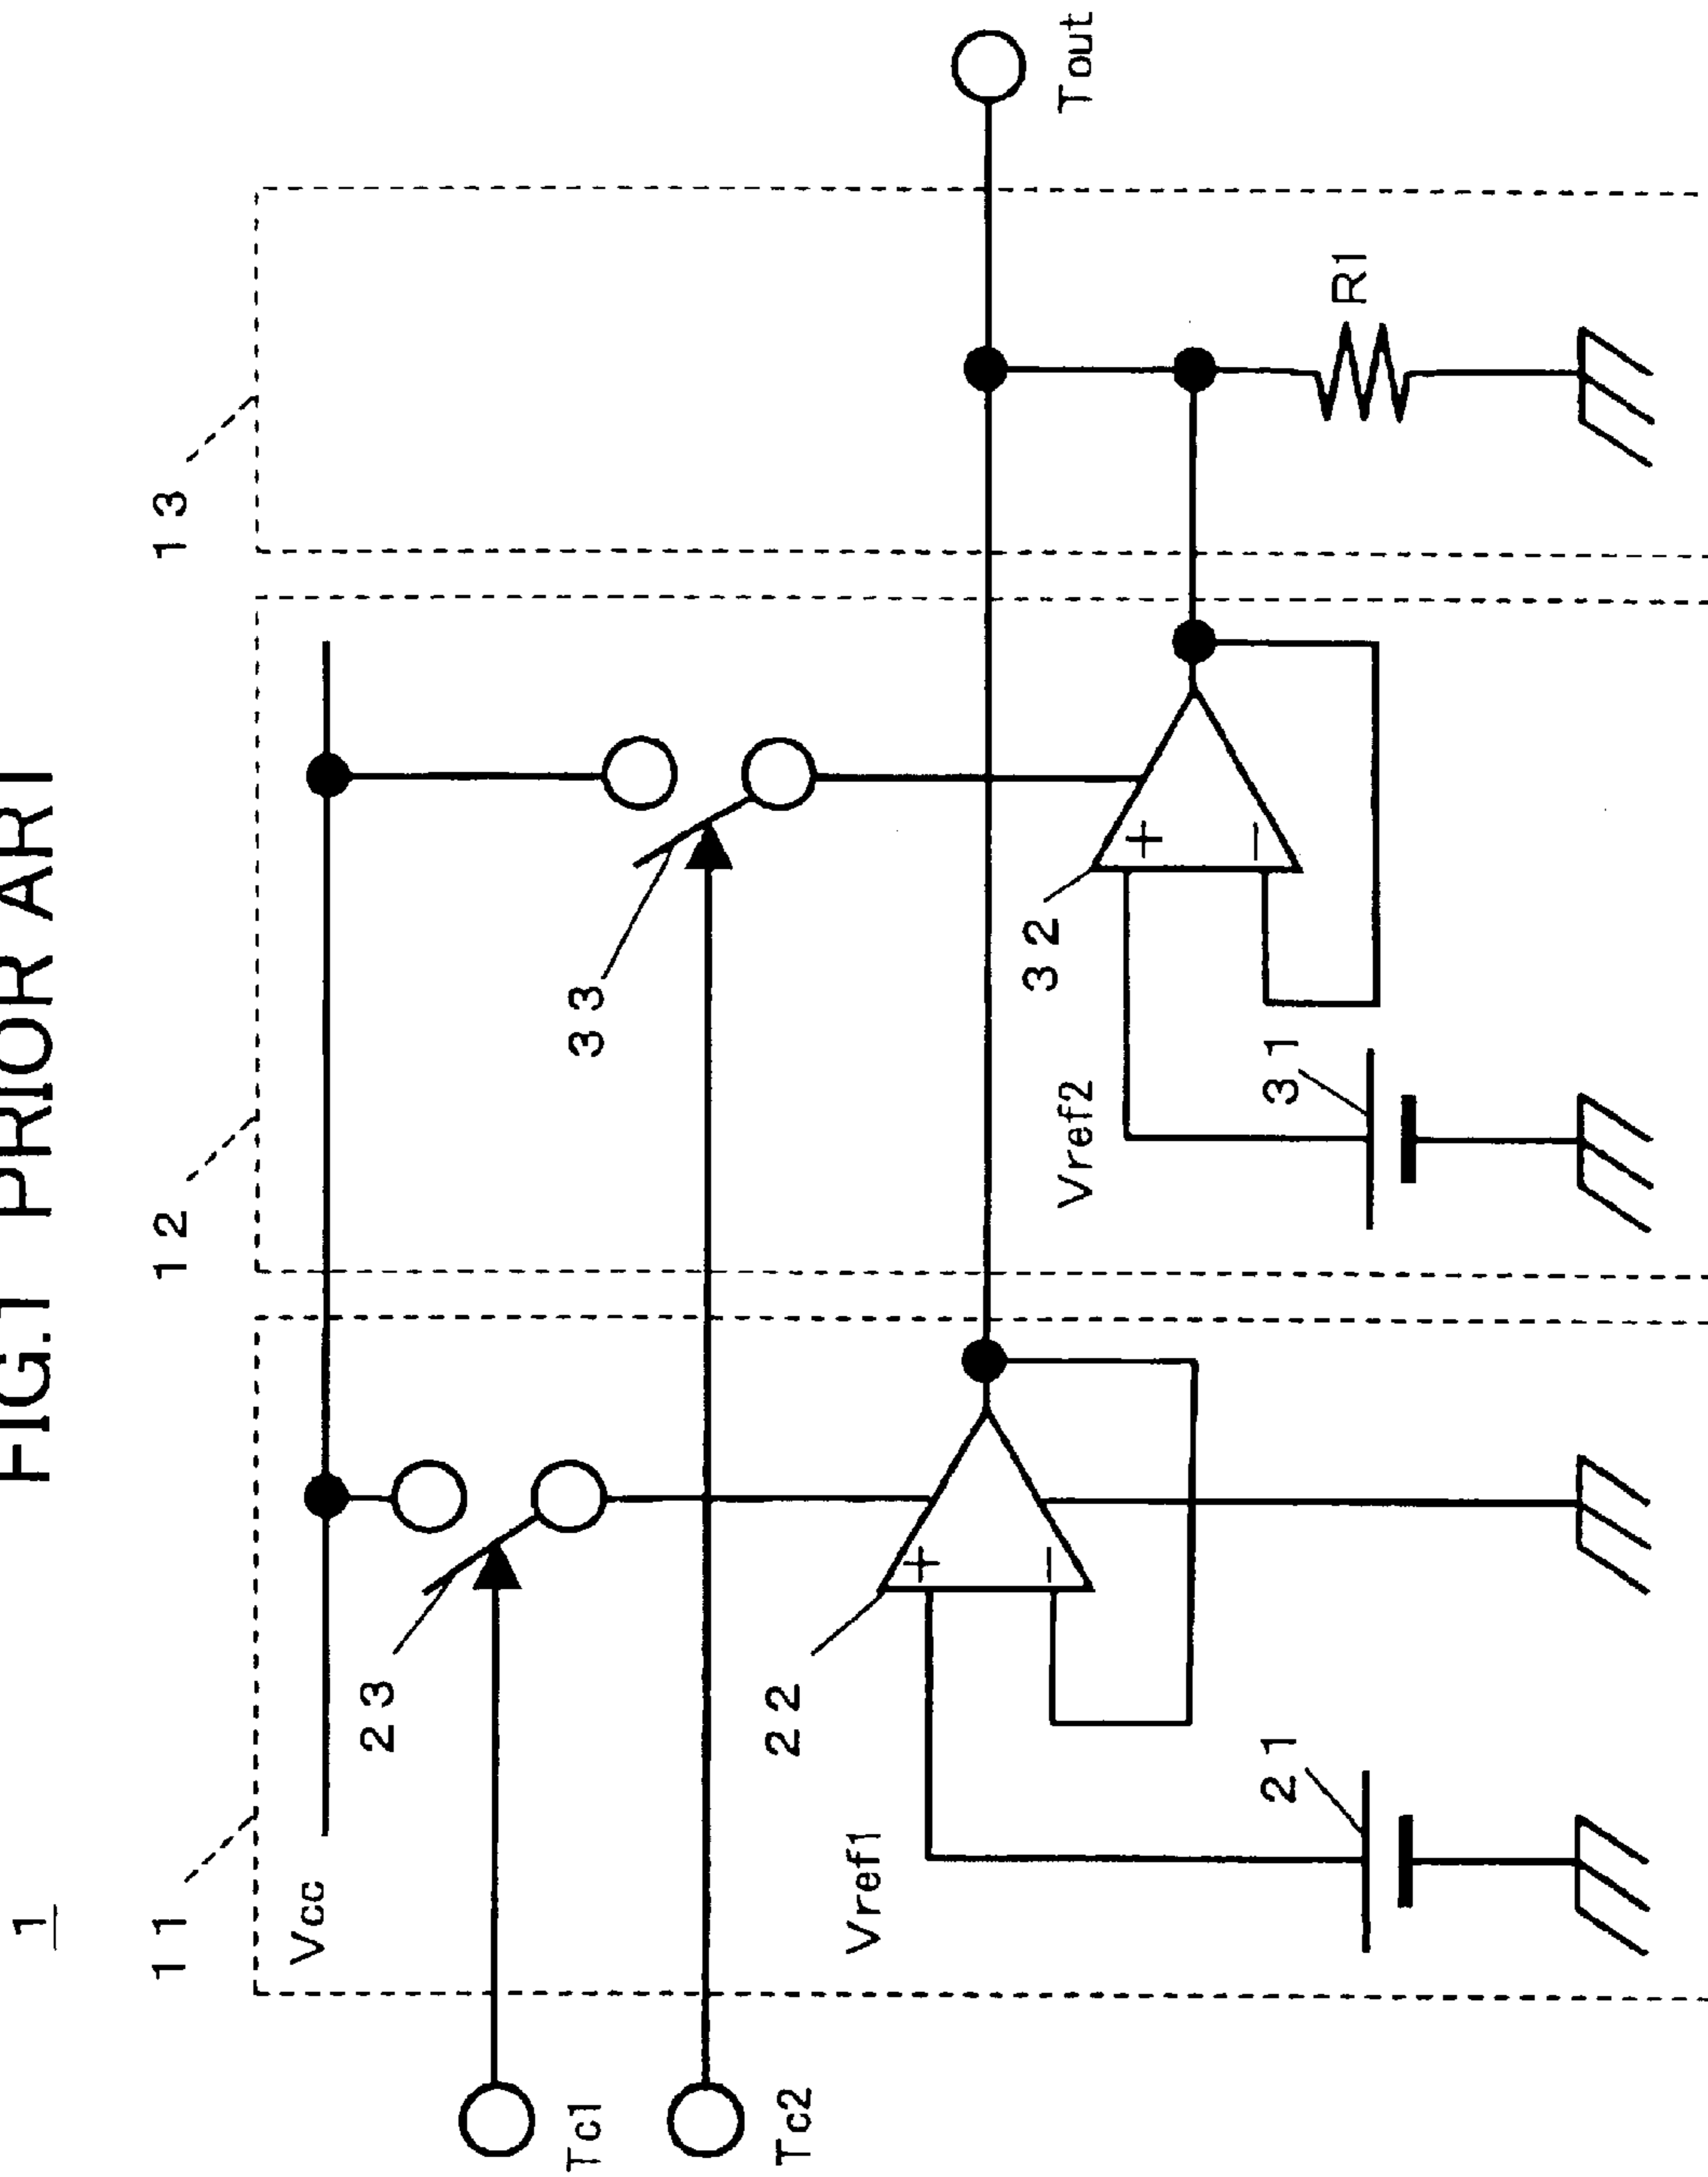 FIG.1 PRIOR ART
1
11
12
13
Vcc
23
33
Tc1
Tc2
22
+
−
Vref1
21
32
+
−
Vref2
31
Tout
R1